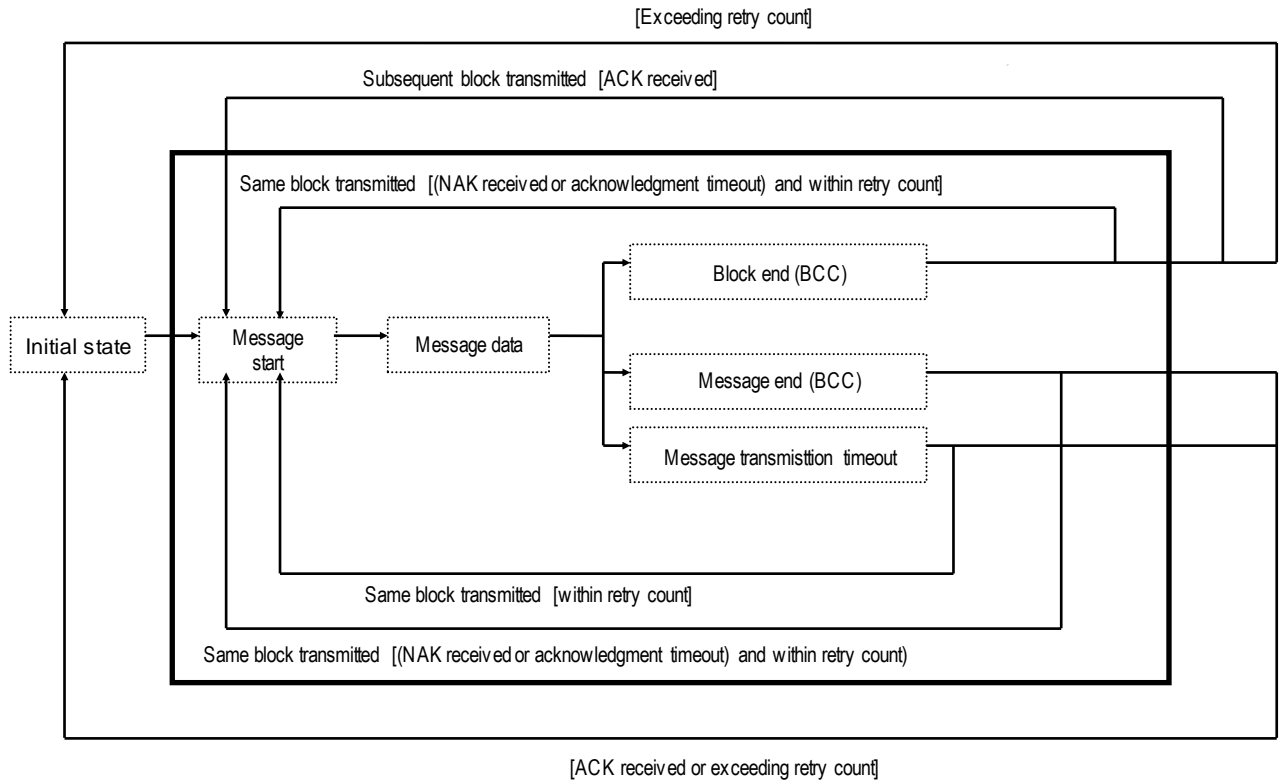 [Exceeding retry count]
Subsequent block transmitted [ACK received]
Same block transmitted [(NAK received or acknowledgment timeout) and within retry count]
Block end (BCC)
Initial state
Message
start
Message data
Message end (BCC)
Message transmisttion timeout
Same block transmitted [within retry count]
Same block transmitted [(NAK received or acknowledgment timeout) and within retry count)
[ACK received or exceeding retry count]